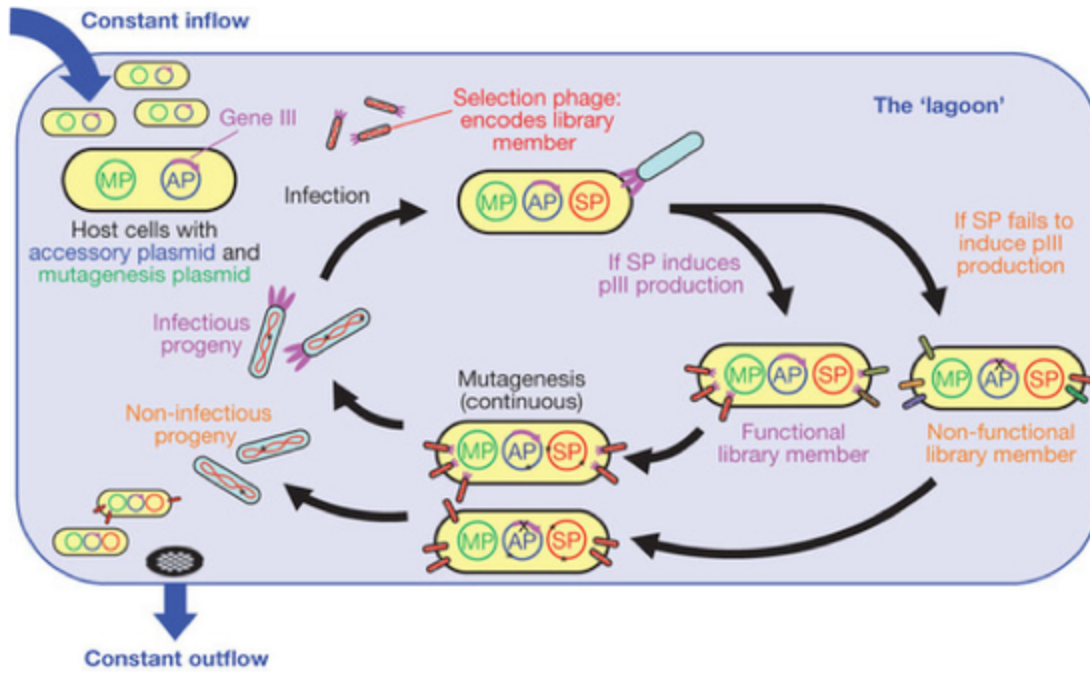 Constant inflow
Gene III
MP
AP
Host cells with
accessory plasmid and
mutagenesis plasmid
Selection phage:
encodes library
member
The 'lagoon'
Infection
MP
AP
SP
If SP induces
pIII production
If SP fails to
induce pIII
production
Infectious
progeny
MP
AP
SP
MP
AP
SP
Functional
library member
Non-functional
library member
Mutagenesis
(continuous)
MP
AP
SP
Non-infectious
progeny
MP
AP
SP
Constant outflow